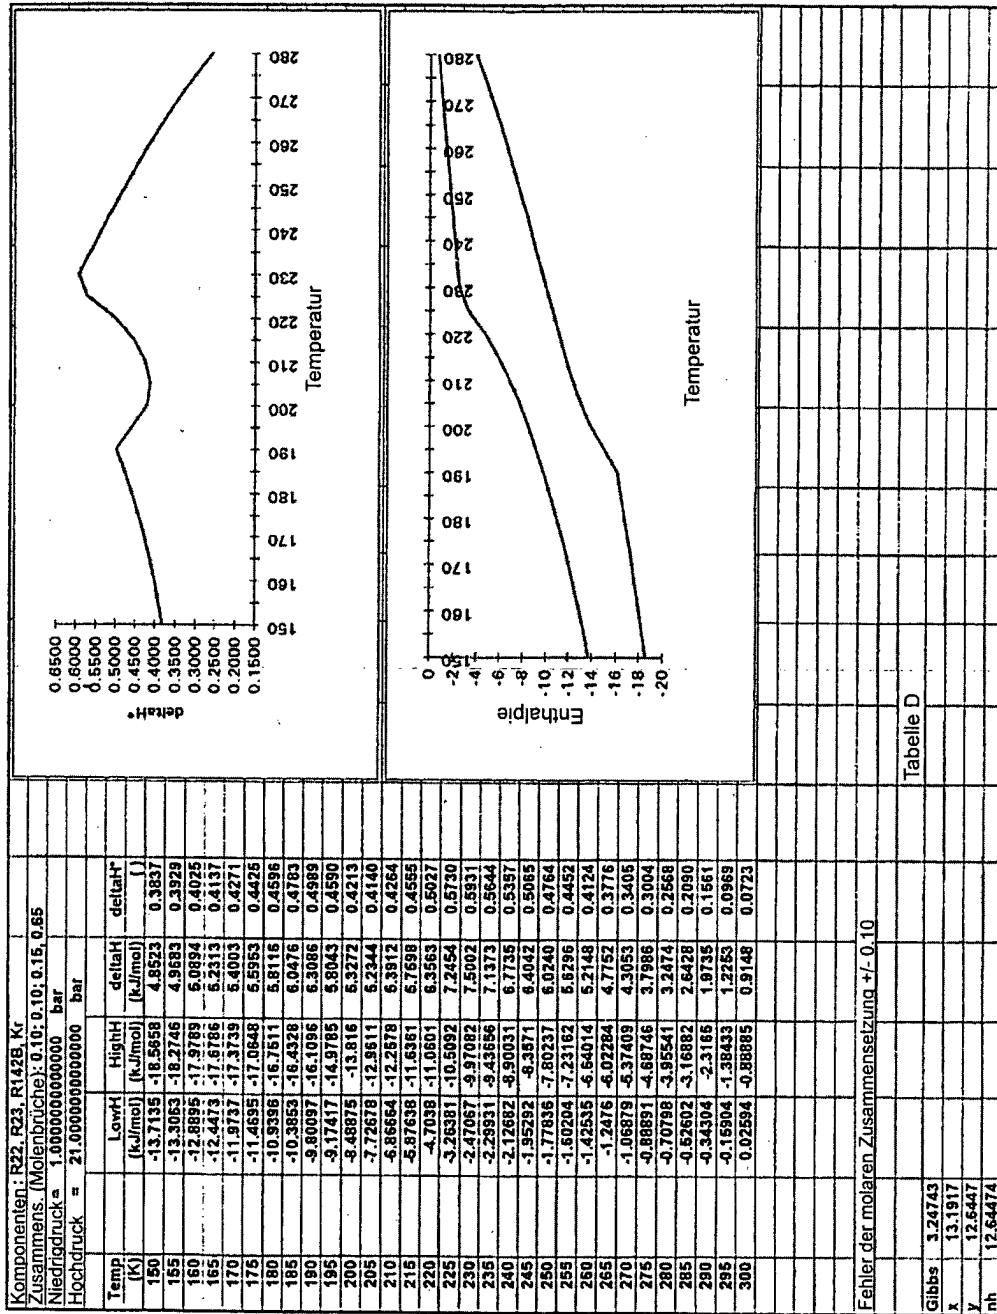 Komponenten: R22, R23, R142B, Kr
Zusammens. (Molenbrüche): 0.10; 0.10; 0.15, 0.65
Niedrigdruck = 1.0000000000000 bar
Hochdruck = 21.0000000000000 bar
Temp LowH HighH deltaH deltaH*
(K) (kJ/mol) (kJ/mol) (kJ/mol) ( )
150 -13.7135 -18.5658 4.8523 0.3837
155 -13.3063 -18.2746 4.9683 0.3929
160 -12.8895 -17.9789 5.0894 0.4025
165 -12.4473 -17.6786 5.2313 0.4137
170 -11.9737 -17.3739 5.4003 0.4271
175 -11.4695 -17.0648 5.5953 0.4425
180 -10.9396 -16.7511 5.8116 0.4596
185 -10.3853 -16.4328 6.0476 0.4783
190 -9.80097 -16.1096 6.3086 0.4989
195 -9.17417 -14.9785 5.8043 0.4590
200 -8.48875 -13.816 5.3272 0.4213
205 -7.72678 -12.9611 5.2344 0.4140
210 -6.86664 -12.2578 5.3912 0.4264
215 -5.87638 -11.6361 5.7598 0.4555
220 -4.7038 -11.0601 6.3563 0.5027
225 -3.26381 -10.5092 7.2454 0.5730
230 -2.47067 -9.97082 7.5002 0.5931
235 -2.29931 -9.43656 7.1373 0.5644
240 -2.12682 -8.90031 6.7735 0.5357
245 -1.95292 -8.3571 6.4042 0.5065
250 -1.77836 -7.80237 6.0240 0.4764
255 -1.60204 -7.23162 5.6296 0.4452
260 -1.42535 -6.64014 5.2148 0.4124
265 -1.2476 -6.02284 4.7752 0.3776
270 -1.06879 -5.37409 4.3053 0.3405
275 -0.88891 -4.68746 3.7986 0.3004
280 -0.70798 -3.95541 3.2474 0.2568
285 -0.52602 -3.16882 2.6428 0.2090
290 -0.34304 -2.3165 1.9735 0.1561
295 -0.15904 -1.38433 1.2253 0.0969
300 0.02594 -0.88885 0.9148 0.0723
Fehler der molaren Zusammensetzung +/- 0.10
Tabelle D
Gibbs 3.24743
x 13.1917
y 12.6447
nh 12.64474
deltaH*
0.6500
0.6000
0.5500
0.5000
0.4500
0.4000
0.3500
0.3000
0.2500
0.2000
0.1500
150 160 170 180 190 200 210 220 230 240 250 260 270 280
Temperatur
Enthalpie
0
-2
-4
-6
-8
-10
-12
-14
-16
-18
-20
150 160 170 180 190 200 210 220 230 240 250 260 270 280
Temperatur